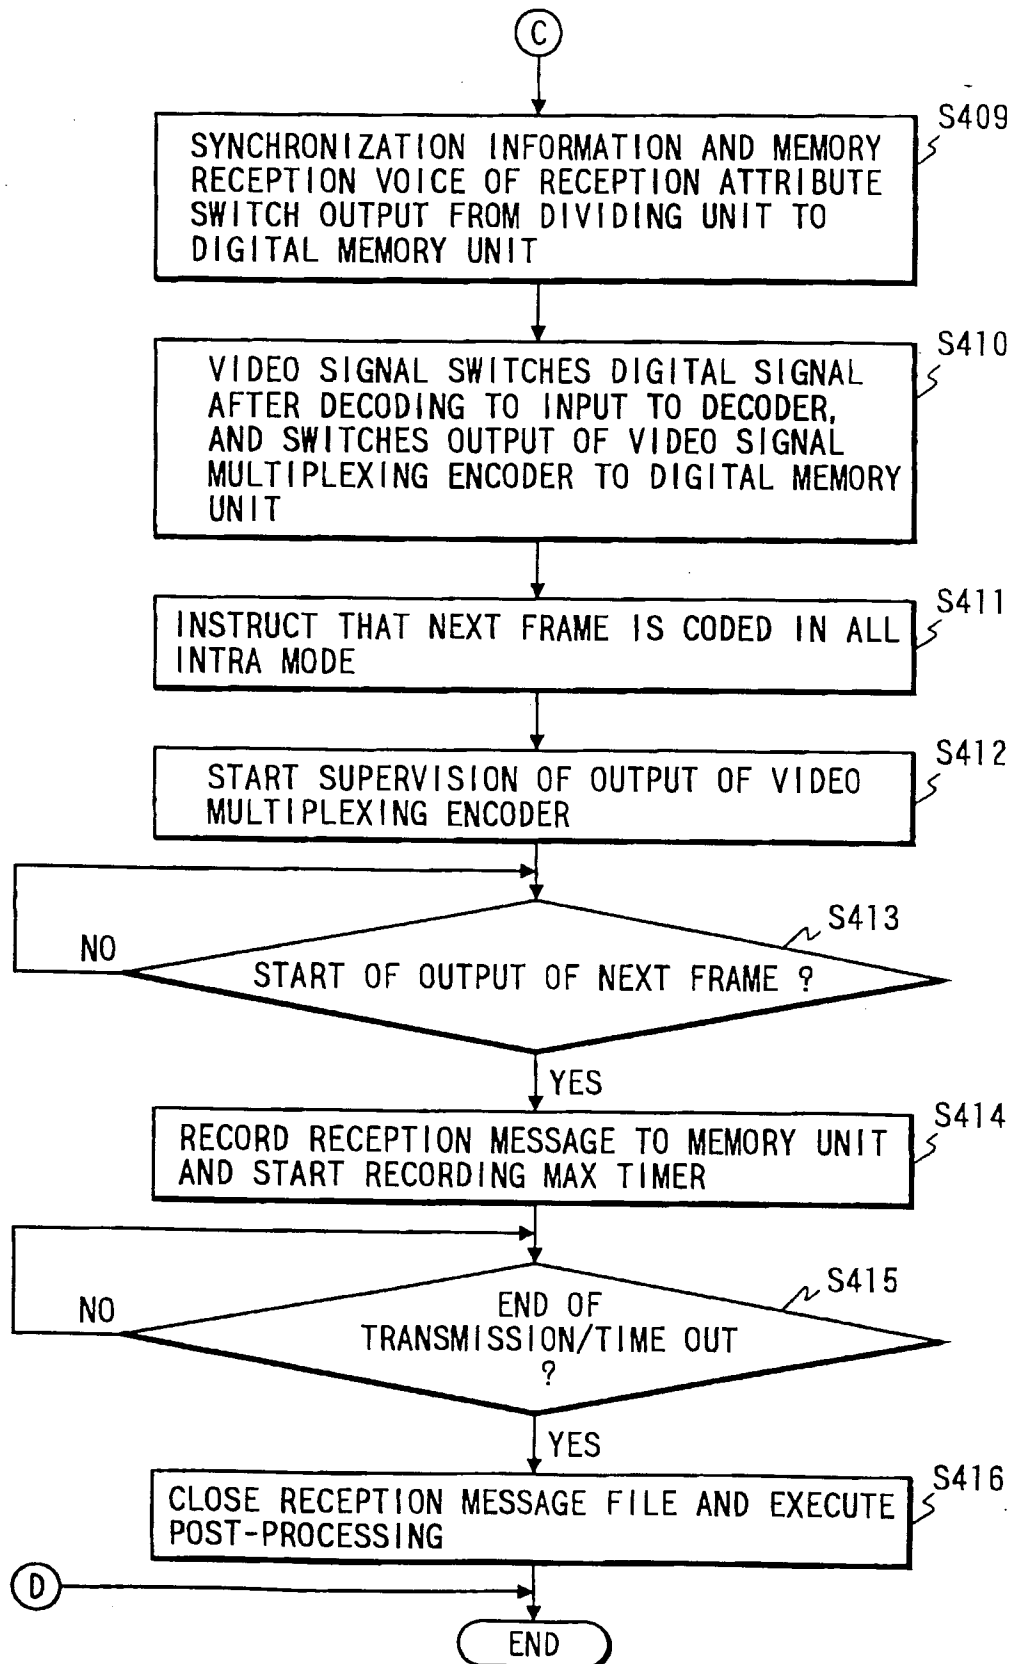 C
S409
SYNCHRONIZATION INFORMATION AND MEMORY
RECEPTION VOICE OF RECEPTION ATTRIBUTE
SWITCH OUTPUT FROM DIVIDING UNIT TO
DIGITAL MEMORY UNIT
S410
VIDEO SIGNAL SWITCHES DIGITAL SIGNAL
AFTER DECODING TO INPUT TO DECODER,
AND SWITCHES OUTPUT OF VIDEO SIGNAL
MULTIPLEXING ENCODER TO DIGITAL MEMORY
UNIT
S411
INSTRUCT THAT NEXT FRAME IS CODED IN ALL
INTRA MODE
S412
START SUPERVISION OF OUTPUT OF VIDEO
MULTIPLEXING ENCODER
S413
NO
START OF OUTPUT OF NEXT FRAME ?
YES
S414
RECORD RECEPTION MESSAGE TO MEMORY UNIT
AND START RECORDING MAX TIMER
S415
NO
END OF
TRANSMISSION/TIME OUT
?
YES
S416
CLOSE RECEPTION MESSAGE FILE AND EXECUTE
POST-PROCESSING
D
END